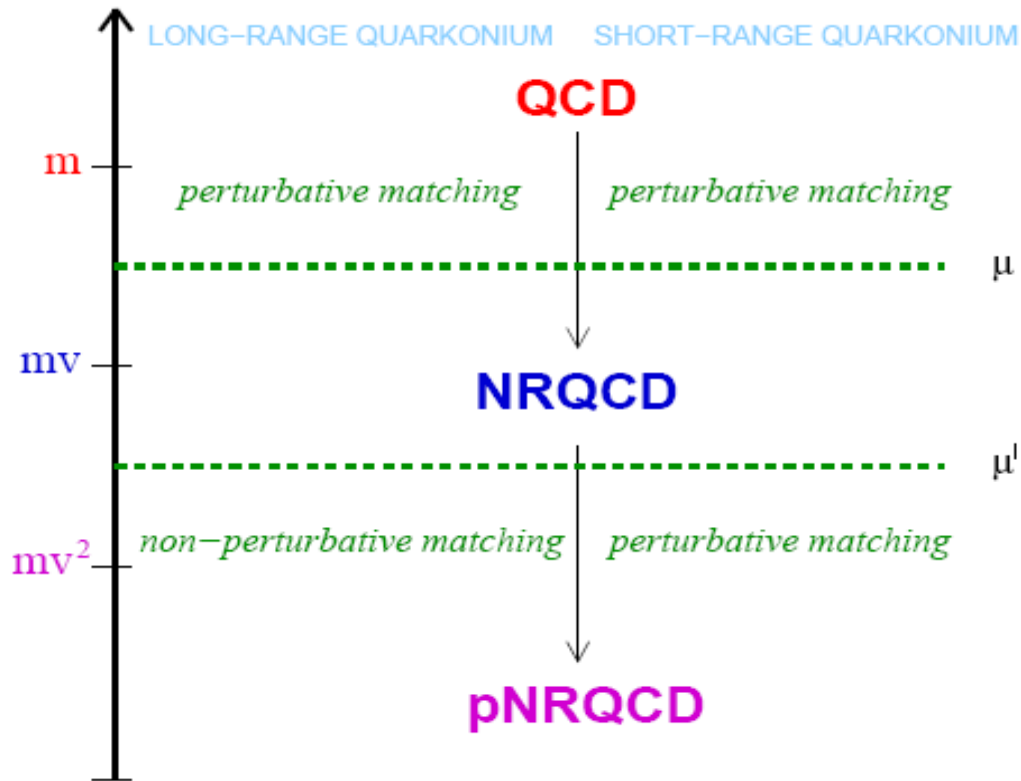 LONG-RANGE QUARKONIUM SHORT-RANGE QUARKONIUM
QCD
m
perturbative matching perturbative matching
μ
mv
NRQCD
μ'
non-perturbative matching perturbative matching
mv²
pNRQCD